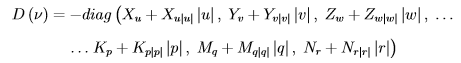 D (ν) = −diag (X_u + X_{u|u|} |u| , Y_v + Y_{v|v|} |v| , Z_w + Z_{w|w|} |w| , …
… K_p + K_{p|p|} |p| , M_q + M_{q|q|} |q| , N_r + N_{r|r|} |r|)